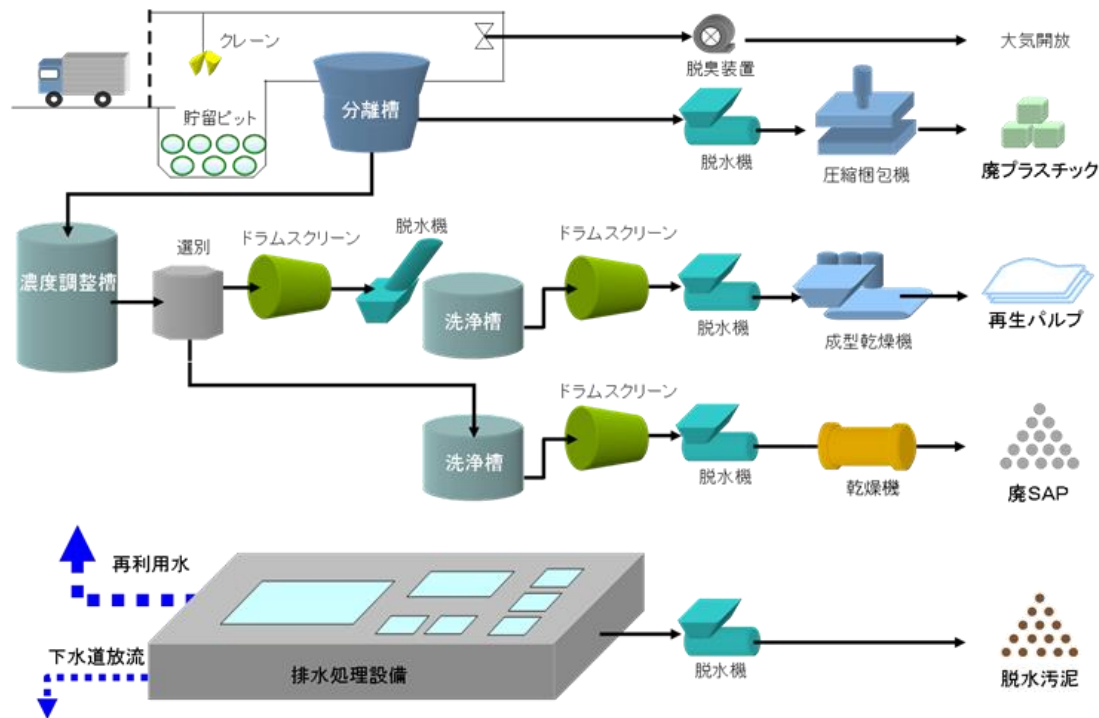 クレーン
脱臭装置
大気開放
貯留ピット
分離槽
脱水機
圧縮梱包機
廃プラスチック
濃度調整槽
選別
ドラムスクリーン
脱水機
洗浄槽
ドラムスクリーン
脱水機
成型乾燥機
再生パルプ
洗浄槽
ドラムスクリーン
脱水機
乾燥機
廃SAP
再利用水
下水道放流
排水処理設備
脱水機
脱水汚泥